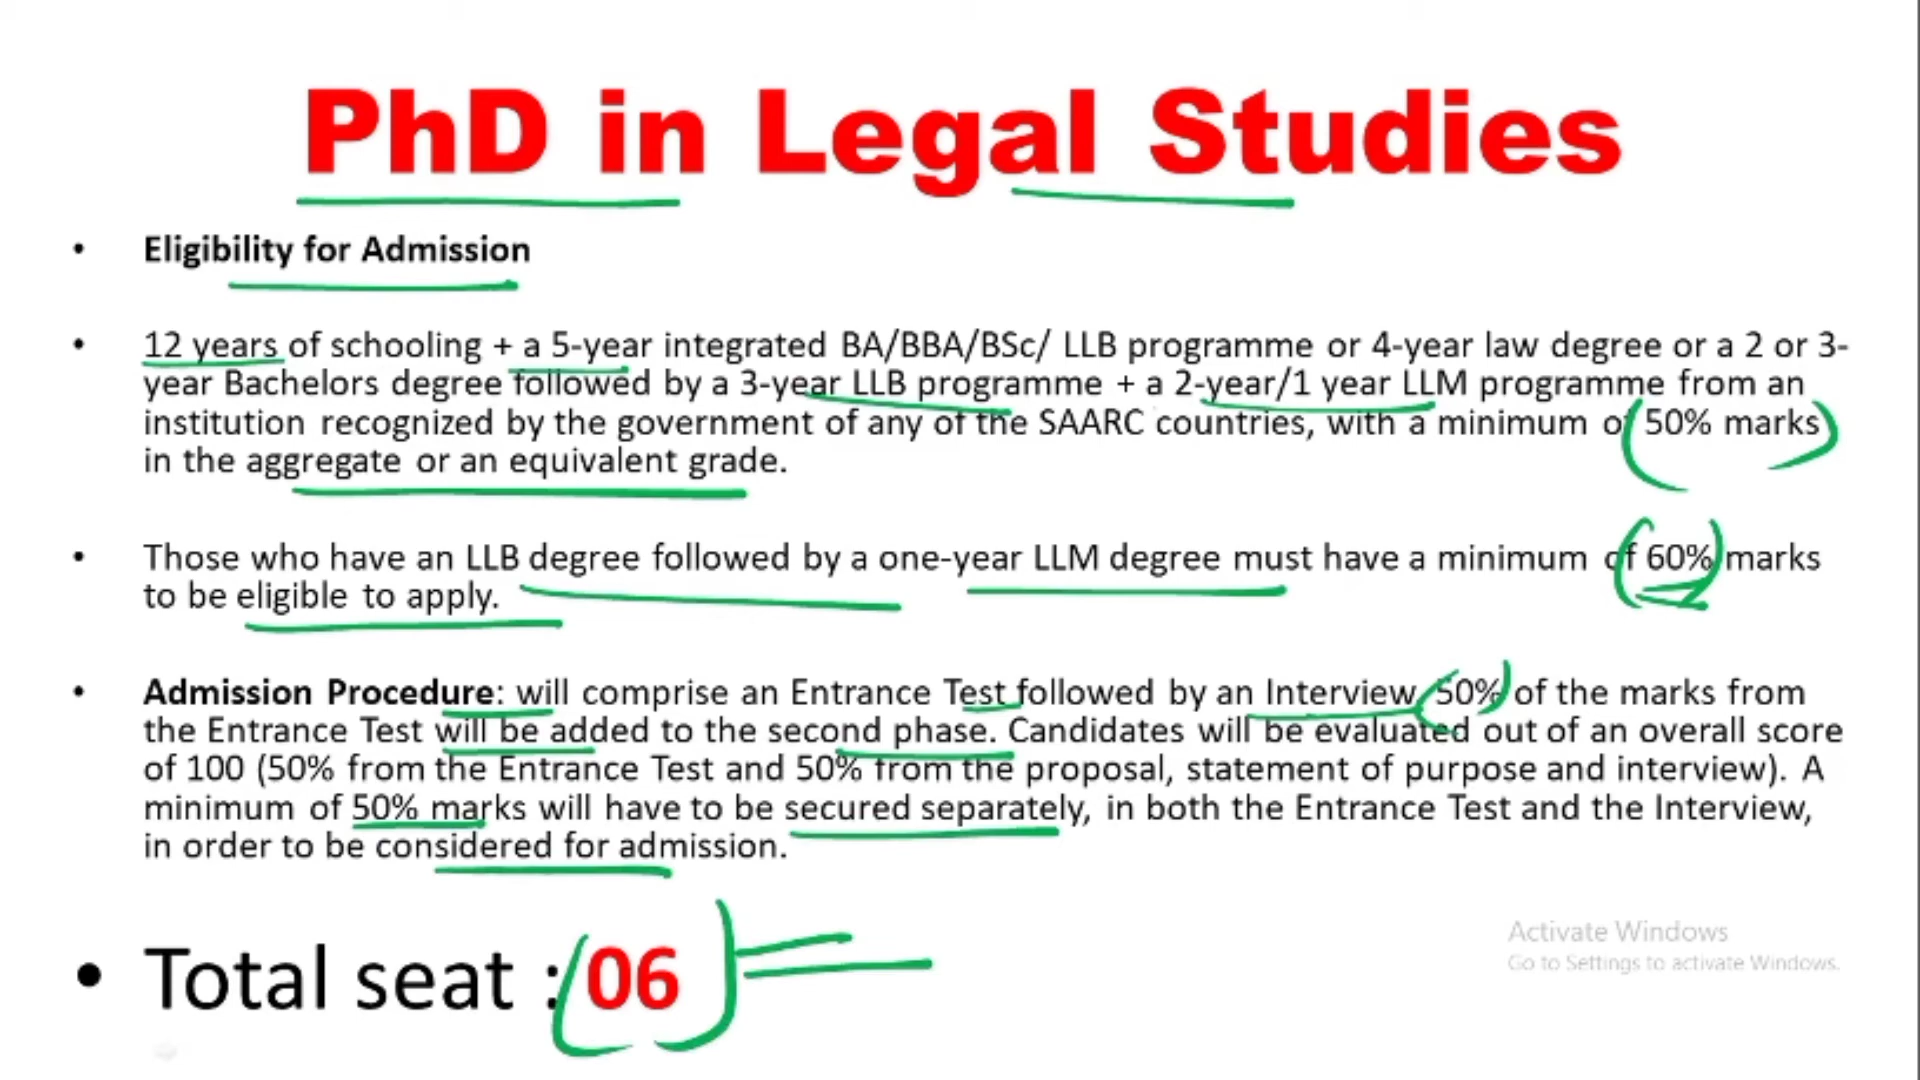 PhD in Legal Studies
• Eligibility for Admission
• 12 years of schooling + a 5-year integrated BA/BBA/BSc/ LLB programme or 4-year law degree or a 2 or 3-
year Bachelors degree followed by a 3-year LLB programme + a 2-year/1 year LLM programme from an
institution recognized by the government of any of the SAARC countries, with a minimum of 50% marks
in the aggregate or an equivalent grade.
• Those who have an LLB degree followed by a one-year LLM degree must have a minimum of 60% marks
to be eligible to apply.
• Admission Procedure: will comprise an Entrance Test followed by an Interview 50% of the marks from
the Entrance Test will be added to the second phase. Candidates will be evaluated out of an overall score
of 100 (50% from the Entrance Test and 50% from the proposal, statement of purpose and interview). A
minimum of 50% marks will have to be secured separately, in both the Entrance Test and the Interview,
in order to be considered for admission.
• Total seat : 06
Activate Windows
Go to Settings to activate Windows.